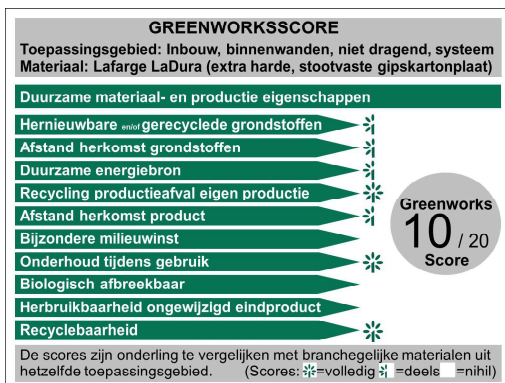 GREENWORKSSCORE
Toepassingsgebied: Inbouw, binnenwanden, niet dragend, systeem
Materiaal: Lafarge LaDura (extra harde, stootvaste gipskartonplaat)
Duurzame materiaal- en productie eigenschappen
Hernieuwbare en/of gerecyclede grondstoffen
Afstand herkomst grondstoffen
Duurzame energiebron
Recycling productieafval eigen productie
Afstand herkomst product
Bijzondere milieuwinst
Onderhoud tijdens gebruik
Biologisch afbreekbaar
Herbruikbaarheid ongewijzigd eindproduct
Recyclebaarheid
Greenworks
10 / 20
Score
De scores zijn onderling te vergelijken met branchegelijke materialen uit
hetzelfde toepassingsgebied. (Scores: =volledig =deels =nihil)